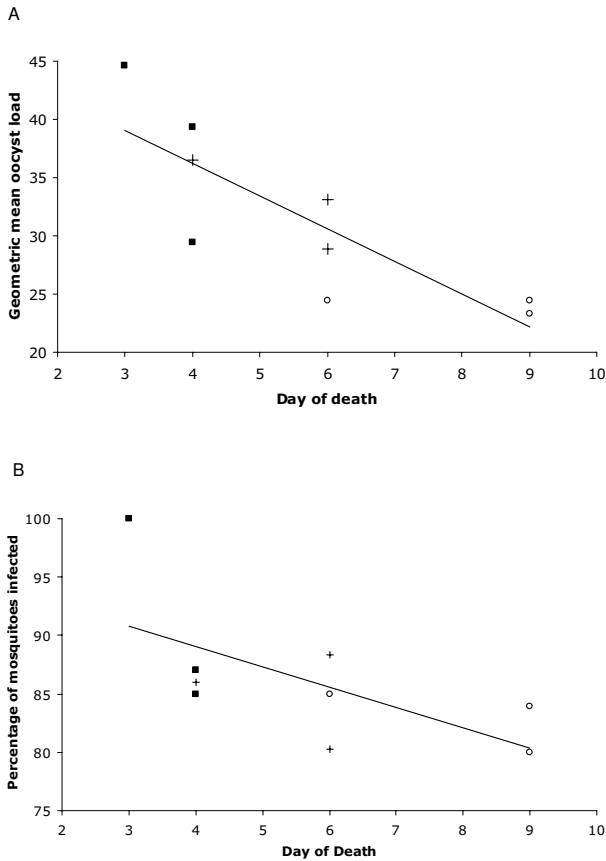 A
Geometric mean oocyst load
45
40
35
30
25
20
2 3 4 5 6 7 8 9 10
Day of death
B
Percentage of mosquitoes infected
100
95
90
85
80
75
2 3 4 5 6 7 8 9 10
Day of Death